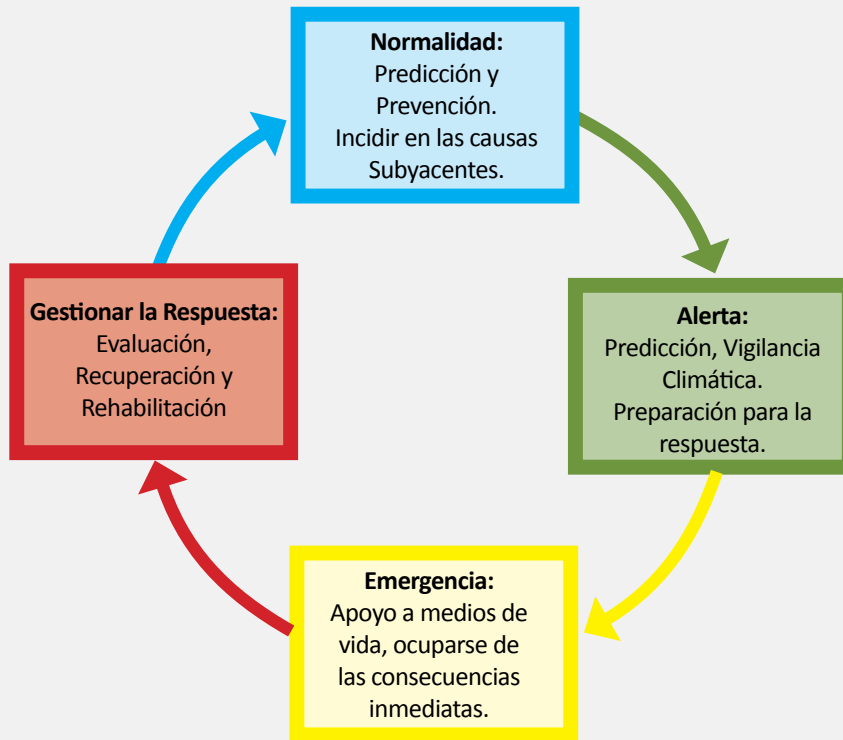 Normalidad:
Predicción y
Prevención.
Incidir en las causas
Subyacentes.
Alerta:
Predicción, Vigilancia
Climática.
Preparación para la
respuesta.
Emergencia:
Apoyo a medios de
vida, ocuparse de
las consecuencias
inmediatas.
Gestionar la Respuesta:
Evaluación,
Recuperación y
Rehabilitación